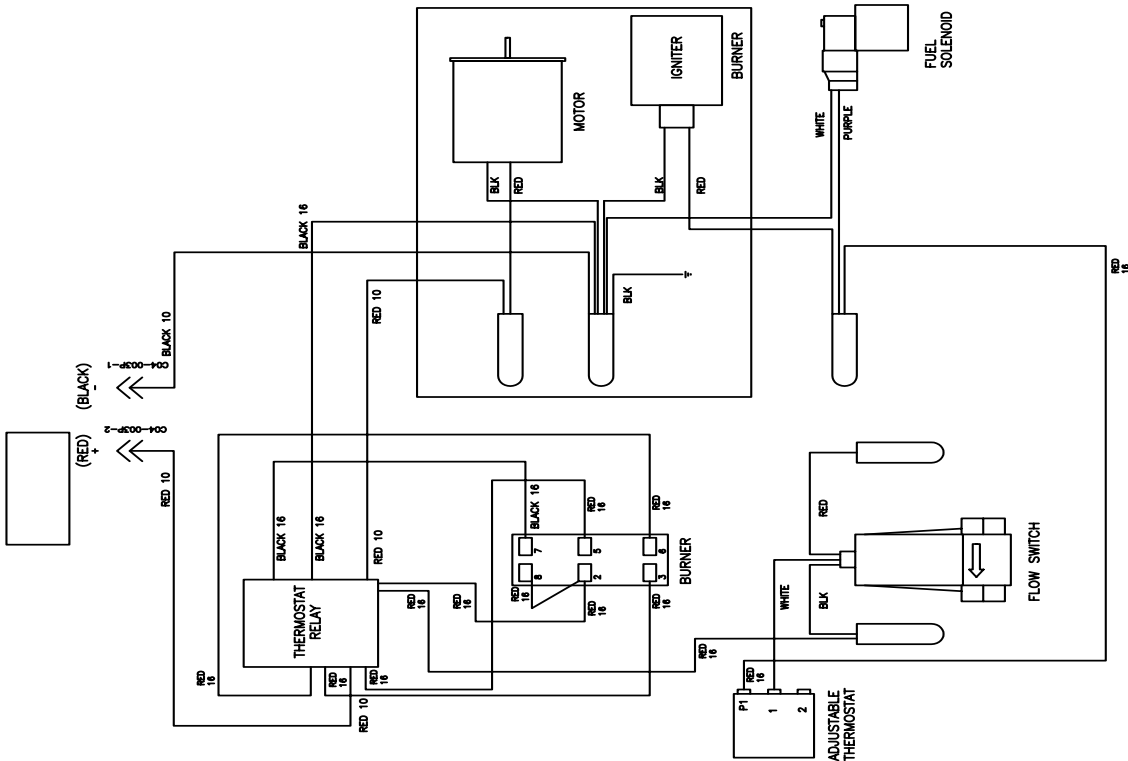 C04-003P-2
(RED)
+
C04-003P-1
(BLACK)
-
RED 10
BLACK 10
BLACK 16
RED 10
MOTOR
BLK
RED
IGNITER
BURNER
BLK
RED
BLK
FUEL
SOLENOID
WHITE
PURPLE
RED
16
THERMOSTAT
RELAY
BLACK 16
BLACK 16
RED 10
RED
16
RED
16
RED
16
RED 10
RED
16
RED
16
BLACK 16
RED
16
RED
16
7
5
6
8
2
3
RED
16
RED
16
RED
16
BURNER
RED
16
RED
WHITE
BLK
FLOW SWITCH
RED
16
P1
1
2
ADJUSTABLE
THERMOSTAT